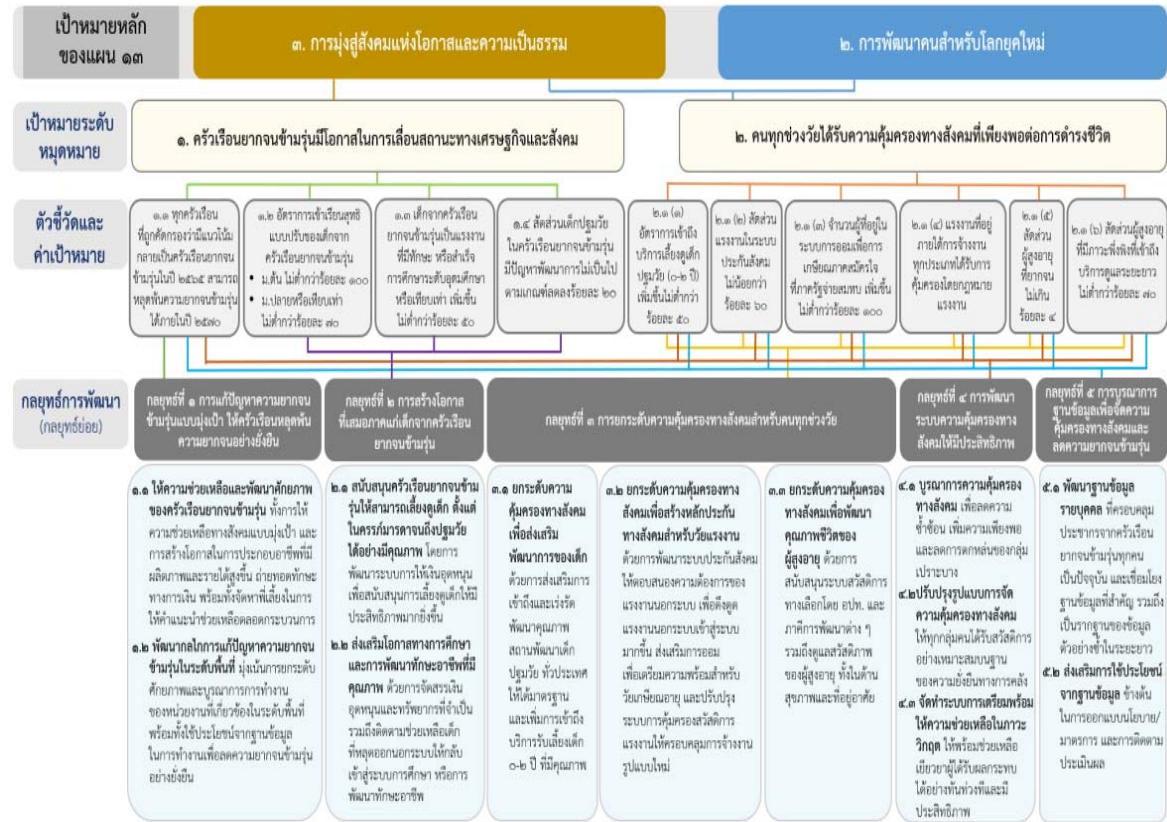 เป้าหมายหลัก
ของแผน ๑๓
๓. การมุ่งสู่สังคมแห่งโอกาสและความเป็นธรรม
๒. การพัฒนาคนสำหรับโลกยุคใหม่
เป้าหมายระดับ
หมุดหมาย
๑. ครัวเรือนยากจนข้ามรุ่นมีโอกาสในการเลื่อนสถานะทางเศรษฐกิจและสังคม
๒. คนทุกช่วงวัยได้รับความคุ้มครองทางสังคมที่เพียงพอต่อการดำรงชีวิต
ตัวชี้วัดและ
ค่าเป้าหมาย
๑.๑ ทุกครัวเรือน
ที่ถูกคัดกรองว่ามีแนวโน้ม
กลายเป็นครัวเรือนยากจน
ข้ามรุ่นในปี ๒๕๖๕ สามารถ
หลุดพ้นความยากจนข้ามรุ่น
ได้ภายในปี ๒๕๗๐
๑.๒ อัตราการเข้าเรียนสุทธิ
แบบปรับของเด็กจาก
ครัวเรือนยากจนข้ามรุ่น
• ม.ต้น ไม่ต่ำกว่าร้อยละ ๑๐๐
• ม.ปลายหรือเทียบเท่า
ไม่ต่ำกว่าร้อยละ ๗๐
๑.๓ เด็กจากครัวเรือน
ยากจนข้ามรุ่นเป็นแรงงาน
ที่มีทักษะ หรือสำเร็จ
การศึกษาระดับอุดมศึกษา
หรือเทียบเท่า เพิ่มขึ้น
ไม่ต่ำกว่าร้อยละ ๕๐
๑.๔ สัดส่วนเด็กปฐมวัย
ในครัวเรือนยากจนข้ามรุ่น
มีปัญหาพัฒนาการไม่เป็นไป
ตามเกณฑ์ลดลงร้อยละ ๒๐
๒.๑ (๑)
อัตราการเข้าถึง
บริการเลี้ยงดูเด็ก
ปฐมวัย (๐-๒ ปี)
เพิ่มขึ้นไม่ต่ำกว่า
ร้อยละ ๕๐
๒.๑ (๒) สัดส่วน
แรงงานในระบบ
ประกันสังคม
ไม่น้อยกว่า
ร้อยละ ๖๐
๒.๑ (๓) จำนวนผู้ที่อยู่ใน
ระบบการออมเพื่อการ
เกษียณภาคสมัครใจ
ที่ภาครัฐจ่ายสมทบ เพิ่มขึ้น
ไม่ต่ำกว่าร้อยละ ๑๐๐
๒.๑ (๔) แรงงานที่อยู่
ภายใต้การจ้างงาน
ทุกประเภทได้รับการ
คุ้มครองโดยกฎหมาย
แรงงาน
๒.๑ (๕)
สัดส่วน
ผู้สูงอายุ
ที่ยากจน
ไม่เกิน
ร้อยละ ๔
๒.๑ (๖) สัดส่วนผู้สูงอายุ
ที่มีภาวะพึ่งพิงที่เข้าถึง
บริการดูแลระยะยาว
ไม่ต่ำกว่าร้อยละ ๗๐
กลยุทธ์การพัฒนา
(กลยุทธ์ย่อย)
กลยุทธ์ที่ ๑ การแก้ปัญหาความยากจน
ข้ามรุ่นแบบมุ่งเป้า ให้ครัวเรือนหลุดพ้น
ความยากจนอย่างยั่งยืน
กลยุทธ์ที่ ๒ การสร้างโอกาส
ที่เสมอภาคแก่เด็กจากครัวเรือน
ยากจนข้ามรุ่น
กลยุทธ์ที่ ๓ การยกระดับความคุ้มครองทางสังคมสำหรับคนทุกช่วงวัย
กลยุทธ์ที่ ๔ การพัฒนา
ระบบความคุ้มครองทาง
สังคมให้มีประสิทธิภาพ
กลยุทธ์ที่ ๕ การบูรณาการ
ฐานข้อมูลเพื่อจัดความ
คุ้มครองทางสังคมและ
ลดความยากจนข้ามรุ่น
๑.๑ ให้ความช่วยเหลือและพัฒนาศักยภาพ
ของครัวเรือนยากจนข้ามรุ่น ทั้งการให้
ความช่วยเหลือทางสังคมแบบมุ่งเป้า และ
การสร้างโอกาสในการประกอบอาชีพที่มี
ผลิตภาพและรายได้สูงขึ้น ถ่ายทอดทักษะ
ทางการเงิน พร้อมทั้งจัดหาพี่เลี้ยงในการ
ให้คำแนะนำช่วยเหลือตลอดกระบวนการ
๑.๒ พัฒนากลไกการแก้ปัญหาความยากจน
ข้ามรุ่นในระดับพื้นที่ มุ่งเน้นการยกระดับ
ศักยภาพและบูรณาการการทำงาน
ของหน่วยงานที่เกี่ยวข้องในระดับพื้นที่
พร้อมทั้งใช้ประโยชน์จากฐานข้อมูล
ในการทำงานเพื่อลดความยากจนข้ามรุ่น
อย่างยั่งยืน
๒.๑ สนับสนุนครัวเรือนยากจนข้าม
รุ่นให้สามารถเลี้ยงดูเด็ก ตั้งแต่
ในครรภ์มารดาจนถึงปฐมวัย
ได้อย่างมีคุณภาพ โดยการ
พัฒนาระบบการให้เงินอุดหนุน
เพื่อสนับสนุนการเลี้ยงดูเด็กให้มี
ประสิทธิภาพมากยิ่งขึ้น
๒.๒ ส่งเสริมโอกาสทางการศึกษา
และการพัฒนาทักษะอาชีพที่มี
คุณภาพ ด้วยการจัดสรรเงิน
อุดหนุนและทรัพยากรที่จำเป็น
รวมถึงติดตามช่วยเหลือเด็ก
ที่หลุดออกนอกระบบให้กลับ
เข้าสู่ระบบการศึกษา หรือการ
พัฒนาทักษะอาชีพ
๓.๑ ยกระดับความ
คุ้มครองทางสังคม
เพื่อส่งเสริม
พัฒนาการของเด็ก
ด้วยการส่งเสริมการ
เข้าถึงและเร่งรัด
พัฒนาคุณภาพ
สถานพัฒนาเด็ก
ปฐมวัย ทั่วประเทศ
ให้ได้มาตรฐาน
และเพิ่มการเข้าถึง
บริการรับเลี้ยงเด็ก
๐-๒ ปี ที่มีคุณภาพ
๓.๒ ยกระดับความคุ้มครองทาง
สังคมเพื่อสร้างหลักประกัน
ทางสังคมสำหรับวัยแรงงาน
ด้วยการพัฒนาระบบประกันสังคม
ให้ตอบสนองความต้องการของ
แรงงานนอกระบบ เพื่อดึงดูด
แรงงานนอกระบบเข้าสู่ระบบ
มากขึ้น ส่งเสริมการออม
เพื่อเตรียมความพร้อมสำหรับ
วัยเกษียณอายุ และปรับปรุง
ระบบการคุ้มครองสวัสดิการ
แรงงานให้ครอบคลุมการจ้างงาน
รูปแบบใหม่
๓.๓ ยกระดับความคุ้มครอง
ทางสังคมเพื่อพัฒนา
คุณภาพชีวิตของ
ผู้สูงอายุ ด้วยการ
สนับสนุนระบบสวัสดิการ
ทางเลือกโดย อปท. และ
ภาคีการพัฒนาต่าง ๆ
รวมถึงดูแลสวัสดิภาพ
ของผู้สูงอายุ ทั้งในด้าน
สุขภาพและที่อยู่อาศัย
๔.๑ บูรณาการความคุ้มครอง
ทางสังคม เพื่อลดความ
ซ้ำซ้อน เพิ่มความเพียงพอ
และลดการตกหล่นของกลุ่ม
เปราะบาง
๔.๒ปรับปรุงรูปแบบการจัด
ความคุ้มครองทางสังคม
ให้ทุกกลุ่มคนได้รับสวัสดิการ
อย่างเหมาะสมบนฐาน
ของความยั่งยืนทางการคลัง
๔.๓ จัดทำระบบการเตรียมพร้อม
ให้ความช่วยเหลือในภาวะ
วิกฤต ให้พร้อมช่วยเหลือ
เยียวยาผู้ได้รับผลกระทบ
ได้อย่างทันท่วงทีและมี
ประสิทธิภาพ
๕.๑ พัฒนาฐานข้อมูล
รายบุคคล ที่ครอบคลุม
ประชากรจากครัวเรือน
ยากจนข้ามรุ่นทุกคน
เป็นปัจจุบัน และเชื่อมโยง
ฐานข้อมูลที่สำคัญ รวมถึง
เป็นรากฐานของข้อมูล
ตัวอย่างซ้ำในระยะยาว
๕.๒ ส่งเสริมการใช้ประโยชน์
จากฐานข้อมูล ข้างต้น
ในการออกแบบนโยบาย/
มาตรการ และการติดตาม
ประเมินผล